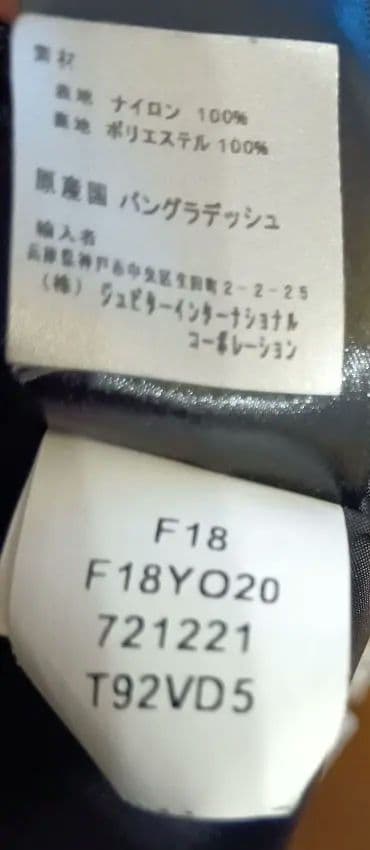 素材
表地 ナイロン 100%
裏地 ポリエステル 100%
原産国 バングラデッシュ
輸入者
兵庫県神戸市中央区生田町2-2-25
(株) ジュピターインターナショナル
コーポレーション
F18
F18YO20
721221
T92VD5